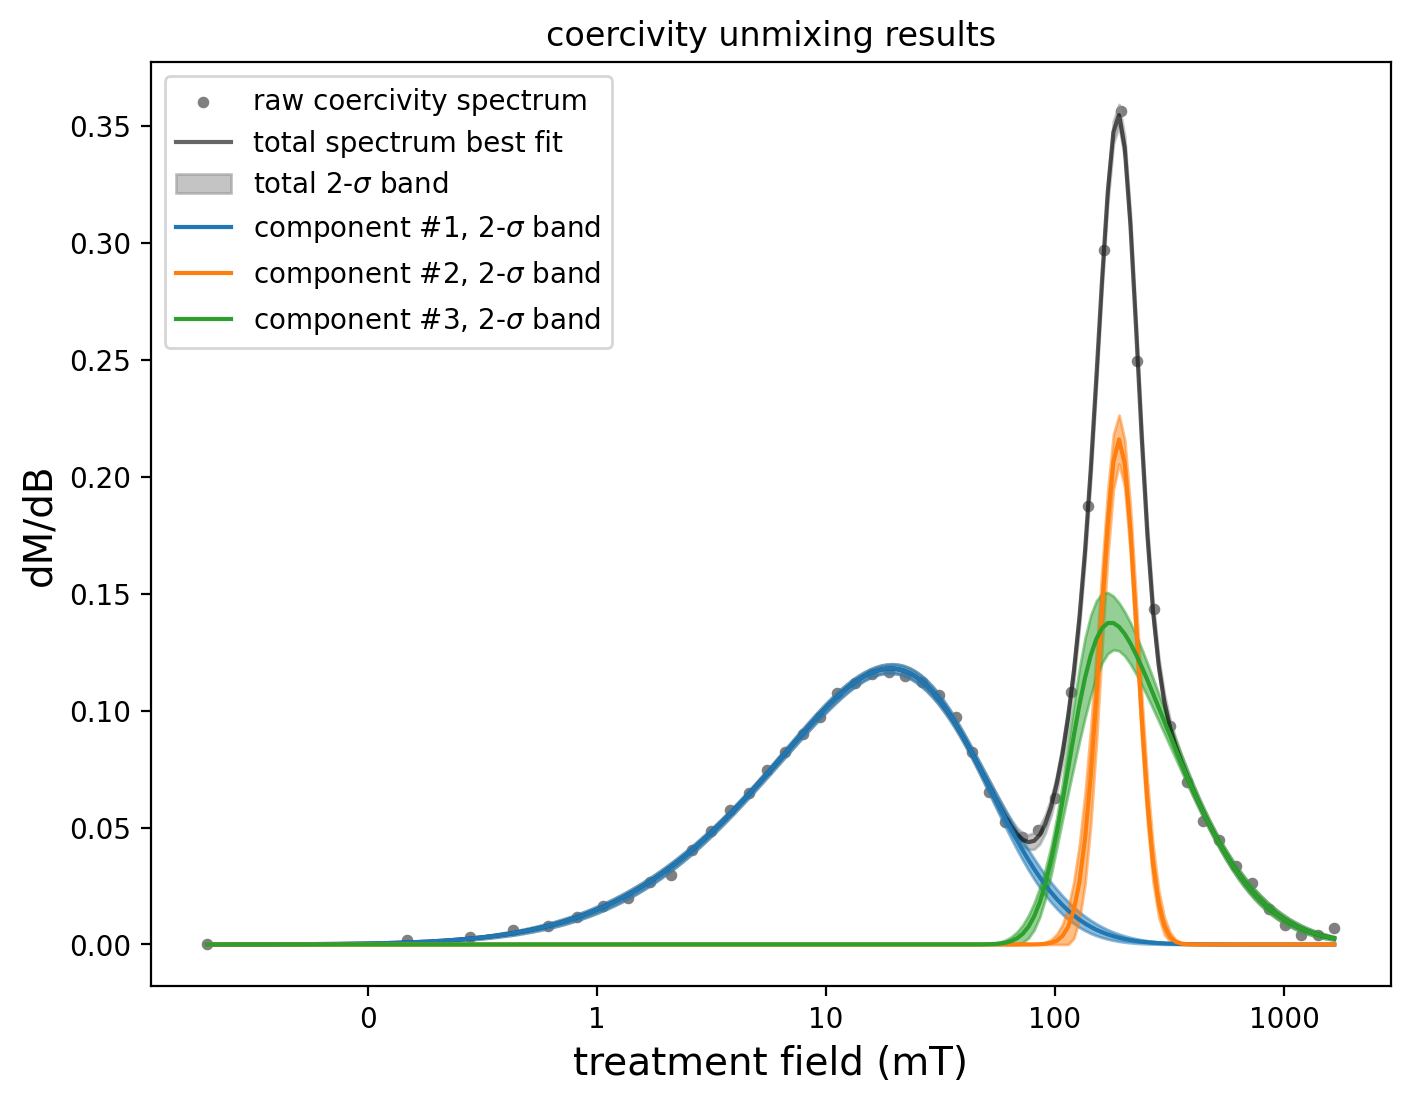 coercivity unmixing results
raw coercivity spectrum
total spectrum best fit
total 2-σ band
component #1, 2-σ band
component #2, 2-σ band
component #3, 2-σ band
0.35
0.30
0.25
0.20
0.15
0.10
0.05
0.00
dM/dB
0 1 10 100 1000
treatment field (mT)